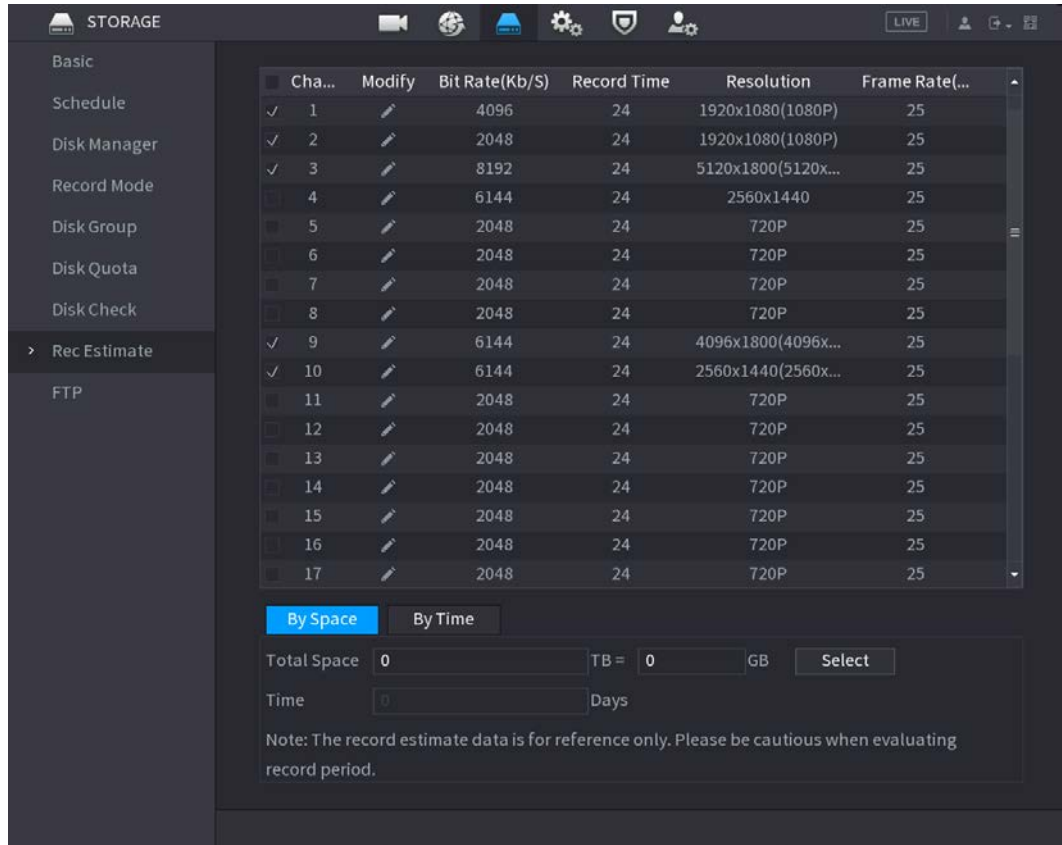 STORAGE
LIVE
Basic
Schedule
Disk Manager
Record Mode
Disk Group
Disk Quota
Disk Check
Rec Estimate
FTP
Cha... Modify Bit Rate(Kb/S) Record Time Resolution Frame Rate(...
1 4096 24 1920x1080(1080P) 25
2 2048 24 1920x1080(1080P) 25
3 8192 24 5120x1800(5120x... 25
4 6144 24 2560x1440 25
5 2048 24 720P 25
6 2048 24 720P 25
7 2048 24 720P 25
8 2048 24 720P 25
9 6144 24 4096x1800(4096x... 25
10 6144 24 2560x1440(2560x... 25
11 2048 24 720P 25
12 2048 24 720P 25
13 2048 24 720P 25
14 2048 24 720P 25
15 2048 24 720P 25
16 2048 24 720P 25
17 2048 24 720P 25
By Space By Time
Total Space 0 TB = 0 GB Select
Time 0 Days
Note: The record estimate data is for reference only. Please be cautious when evaluating
record period.